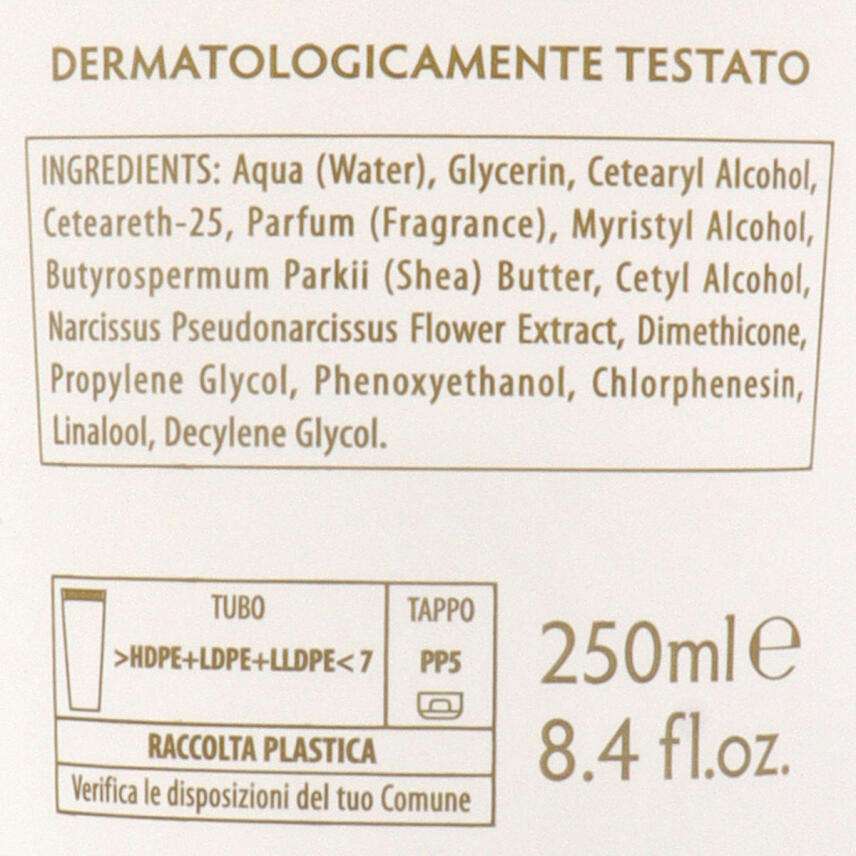 DERMATOLOGICAMENTE TESTATO
INGREDIENTS: Aqua (Water), Glycerin, Cetearyl Alcohol,
Ceteareth-25, Parfum (Fragrance), Myristyl Alcohol,
Butyrospermum Parkii (Shea) Butter, Cetyl Alcohol,
Narcissus Pseudonarcissus Flower Extract, Dimethicone,
Propylene Glycol, Phenoxyethanol, Chlorphenesin,
Linalool, Decylene Glycol.
TUBO
>HDPE+LDPE+LLDPE< 7
TAPPO
PP5
RACCOLTA PLASTICA
Verifica le disposizioni del tuo Comune
250ml e
8.4 fl.oz.